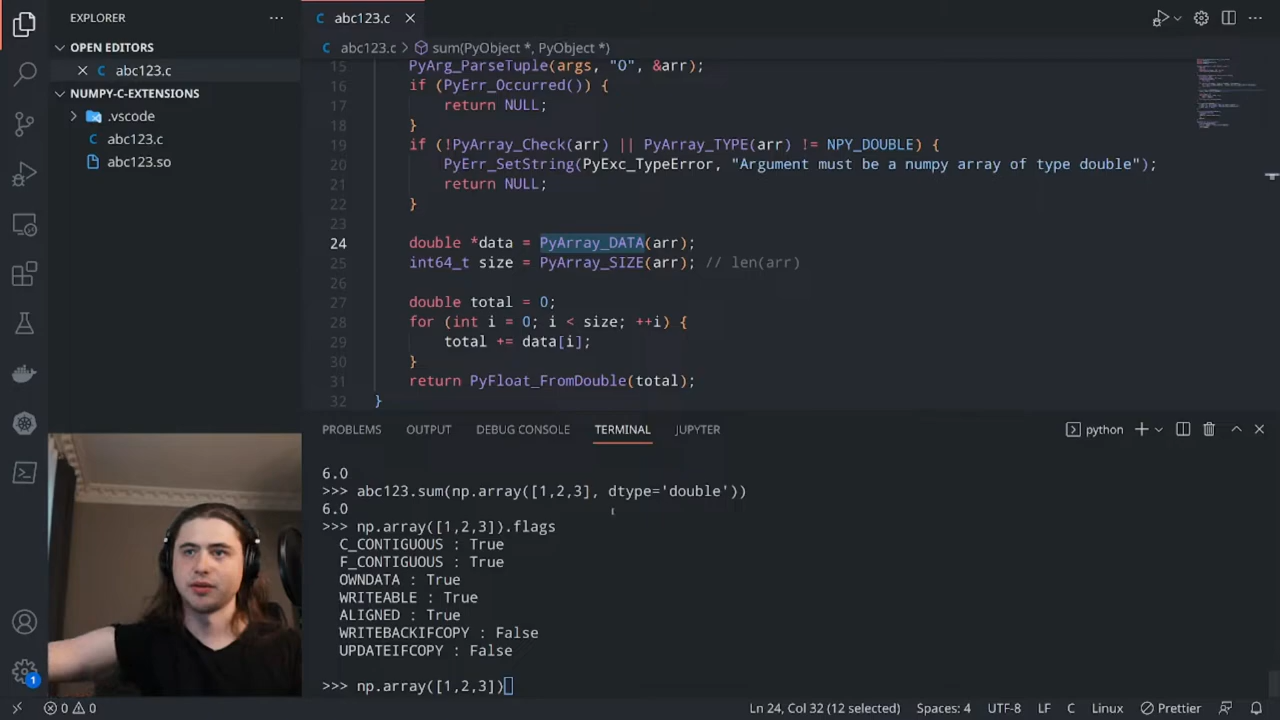 EXPLORER
OPEN EDITORS
abc123.c
NUMPY-C-EXTENSIONS
.vscode
abc123.c
abc123.so
1
abc123.c
abc123.c > sum(PyObject *, PyObject *)
15 PyArg_ParseTuple(args, "O", &arr);
16 if (PyErr_Occurred()) {
17 return NULL;
18 }
19 if (!PyArray_Check(arr) || PyArray_TYPE(arr) != NPY_DOUBLE) {
20 PyErr_SetString(PyExc_TypeError, "Argument must be a numpy array of type double");
21 return NULL;
22 }
23
24 double *data = PyArray_DATA(arr);
25 int64_t size = PyArray_SIZE(arr); // len(arr)
26
27 double total = 0;
28 for (int i = 0; i < size; ++i) {
29 total += data[i];
30 }
31 return PyFloat_FromDouble(total);
32 }
PROBLEMS OUTPUT DEBUG CONSOLE TERMINAL JUPYTER python
6.0
>>> abc123.sum(np.array([1,2,3], dtype='double'))
6.0
>>> np.array([1,2,3]).flags
C_CONTIGUOUS : True
F_CONTIGUOUS : True
OWNDATA : True
WRITEABLE : True
ALIGNED : True
WRITEBACKIFCOPY : False
UPDATEIFCOPY : False
>>> np.array([1,2,3])
0 0 Ln 24, Col 32 (12 selected) Spaces: 4 UTF-8 LF C Linux Prettier